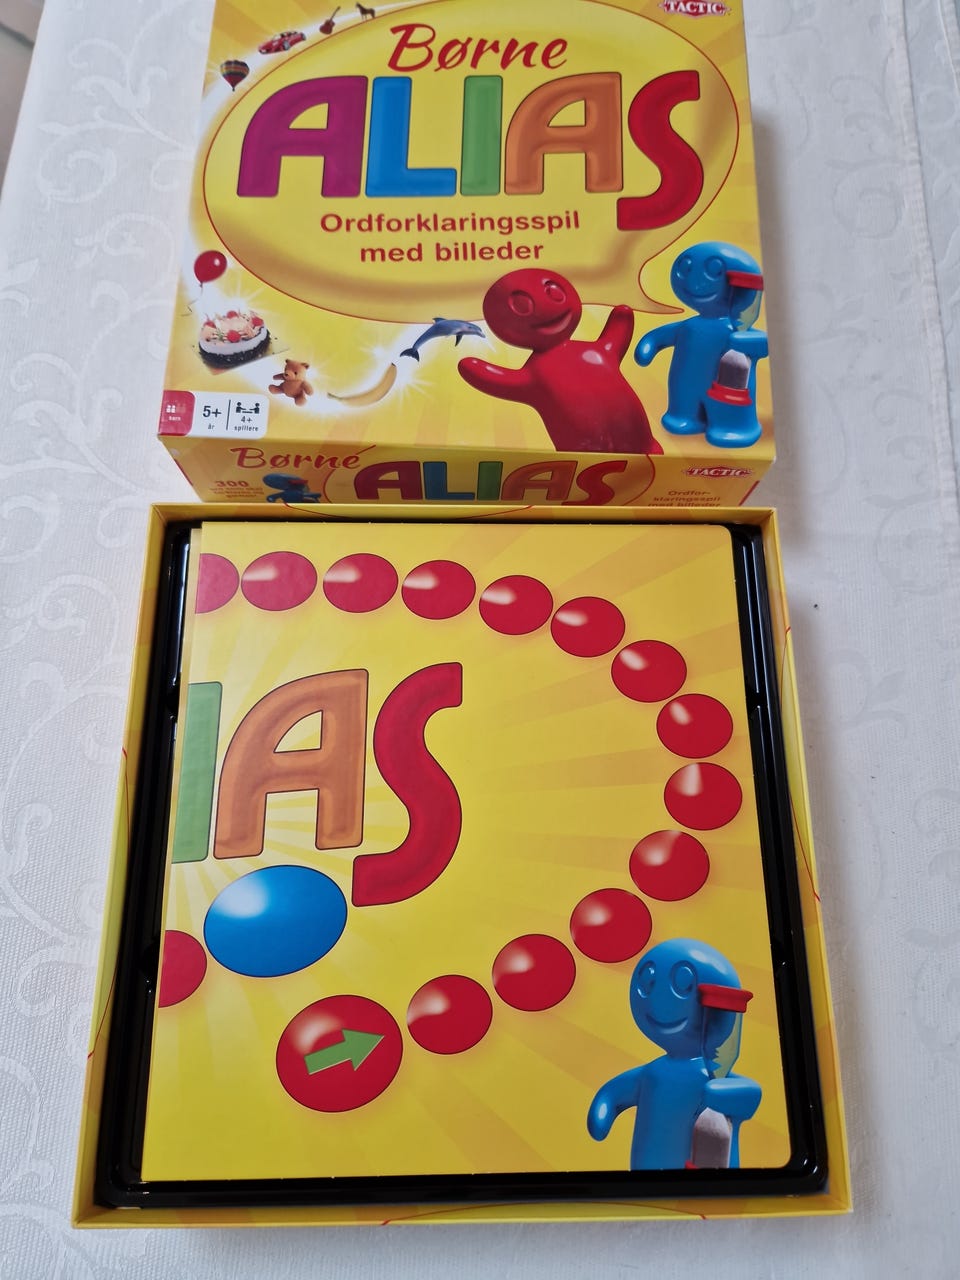 TACTIC
Børne
ALIAS
Ordforklaringsspil
med billeder
børn
5+
år
4+
spillere
Børne
ALIAS
TACTIC
300
Ordfor-
klaringsspil
med billeder
IAS